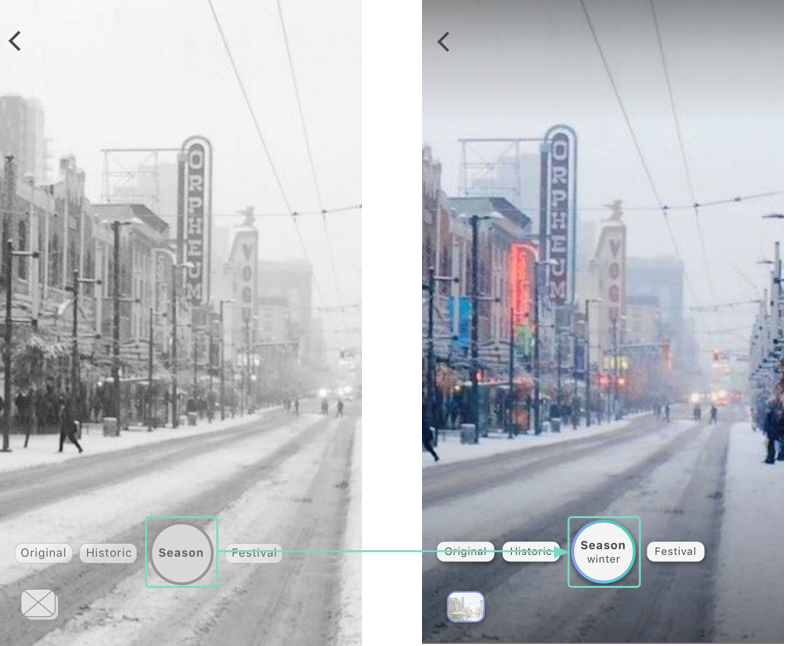 ORPHEUM
VOGUE
Original
Historic
Season
Festival
ORPHEUM
VOGUE
Original
Historic
Season
winter
Festival